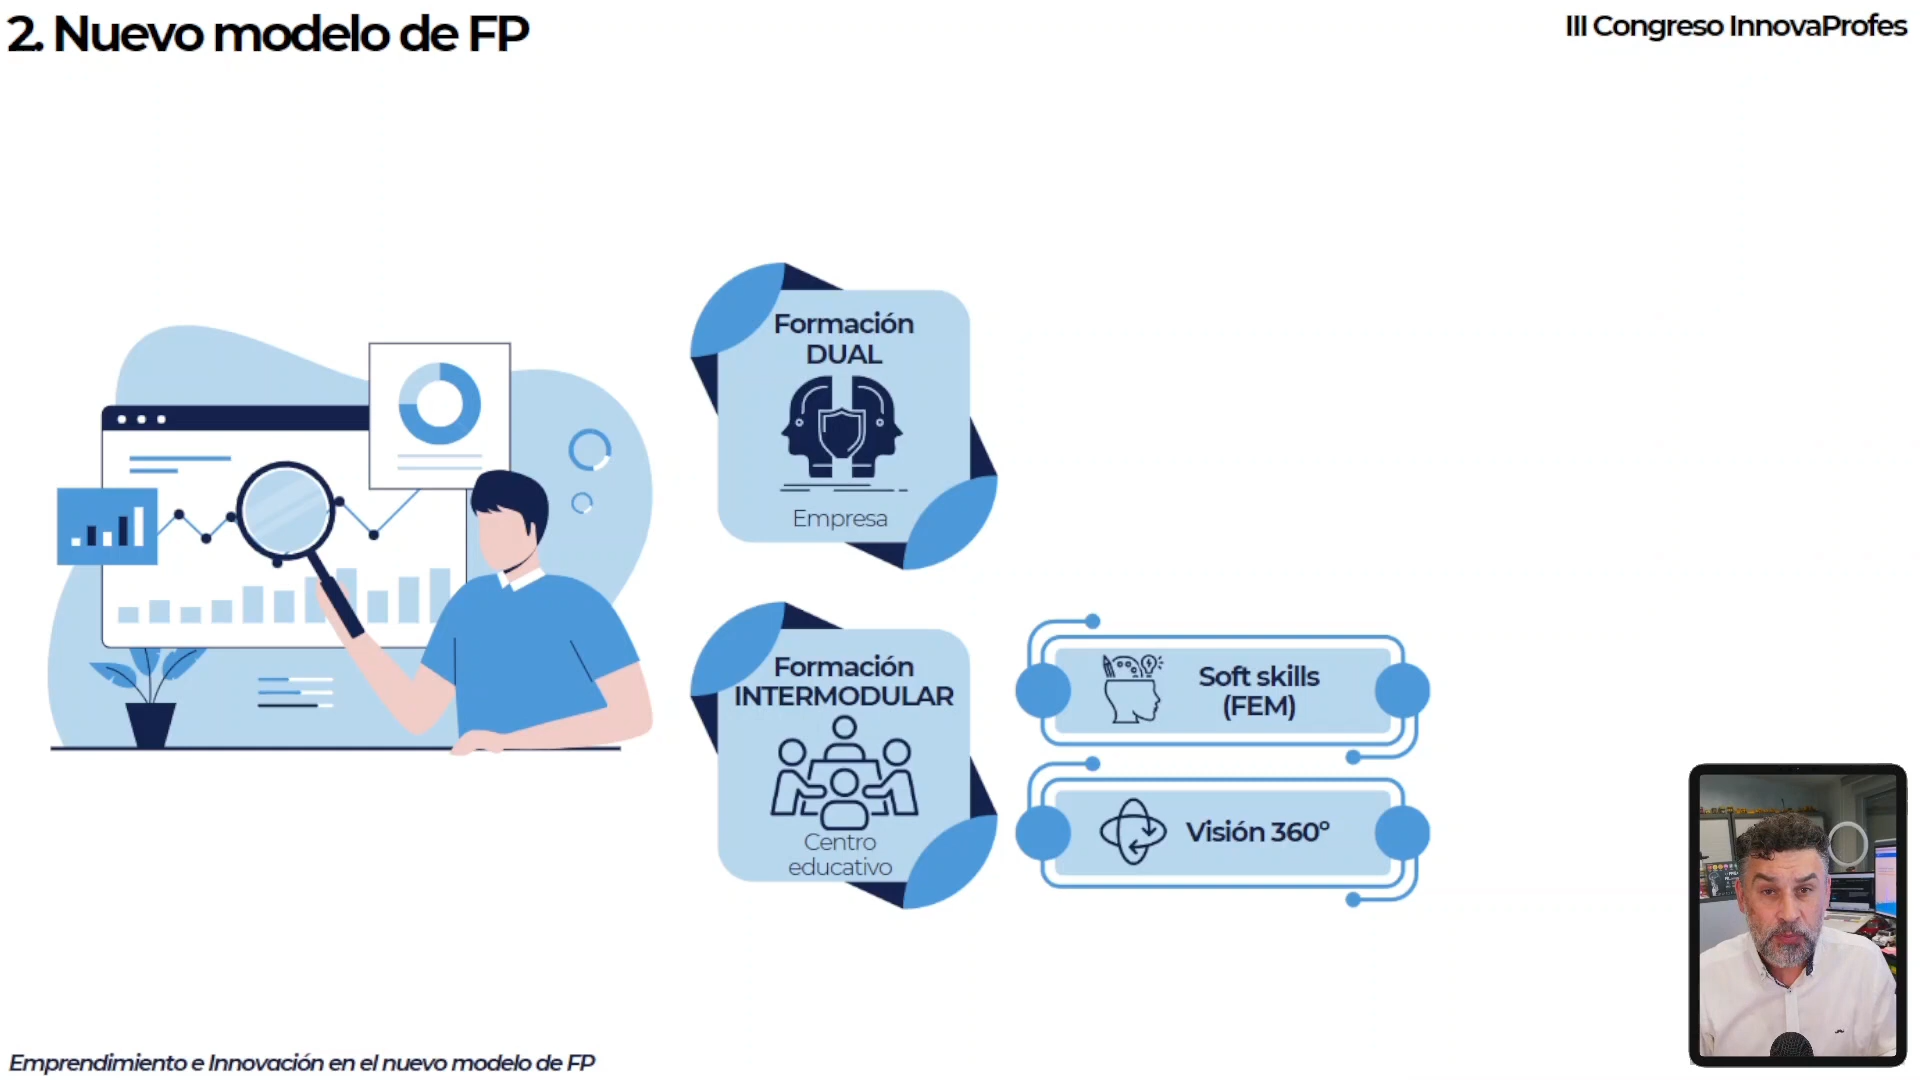 2. Nuevo modelo de FP
III Congreso InnovaProfes
Formación
DUAL
Empresa
Formación
INTERMODULAR
Centro
educativo
Soft skills
(FEM)
Visión 360º
Emprendimiento e Innovación en el nuevo modelo de FP